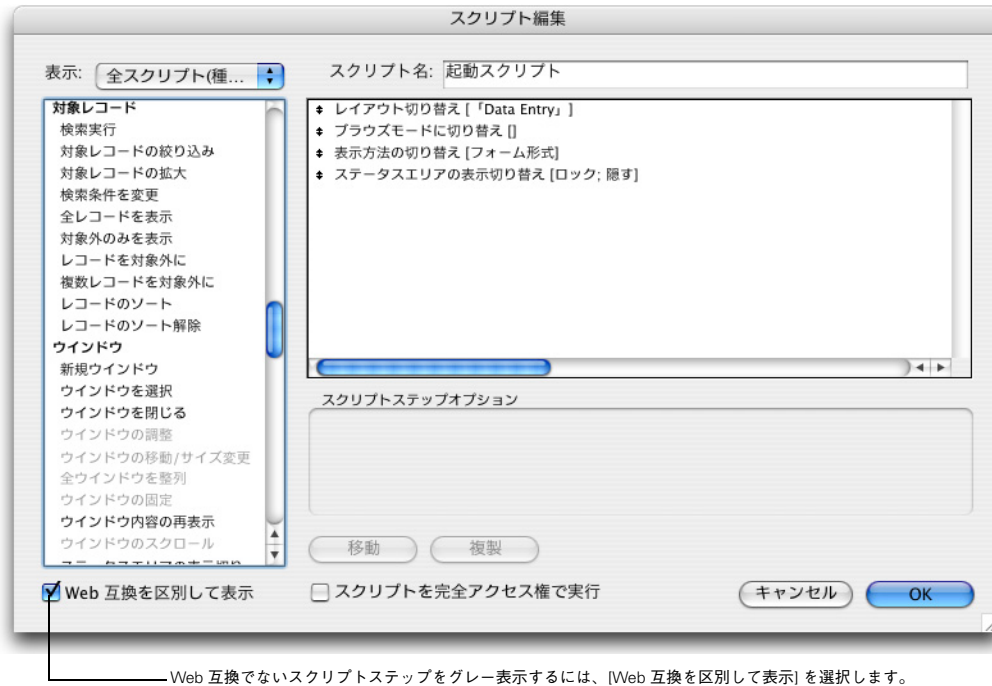 スクリプト編集
表示:
全スクリプト(種...
スクリプト名:
起動スクリプト
対象レコード
検索実行
対象レコードの絞り込み
対象レコードの拡大
検索条件を変更
全レコードを表示
対象外のみを表示
レコードを対象外に
複数レコードを対象外に
レコードのソート
レコードのソート解除
ウインドウ
新規ウインドウ
ウインドウを選択
ウインドウを閉じる
ウインドウの調整
ウインドウの移動/サイズ変更
全ウインドウを整列
ウインドウの固定
ウインドウ内容の再表示
ウインドウのスクロール
レイアウト切り替え [「Data Entry」]
ブラウズモードに切り替え []
表示方法の切り替え [フォーム形式]
ステータスエリアの表示切り替え [ロック; 隠す]
スクリプトステップオプション
移動
複製
Web 互換を区別して表示
スクリプトを完全アクセス権で実行
キャンセル
OK
Web 互換でないスクリプトステップをグレー表示するには、[Web 互換を区別して表示] を選択します。